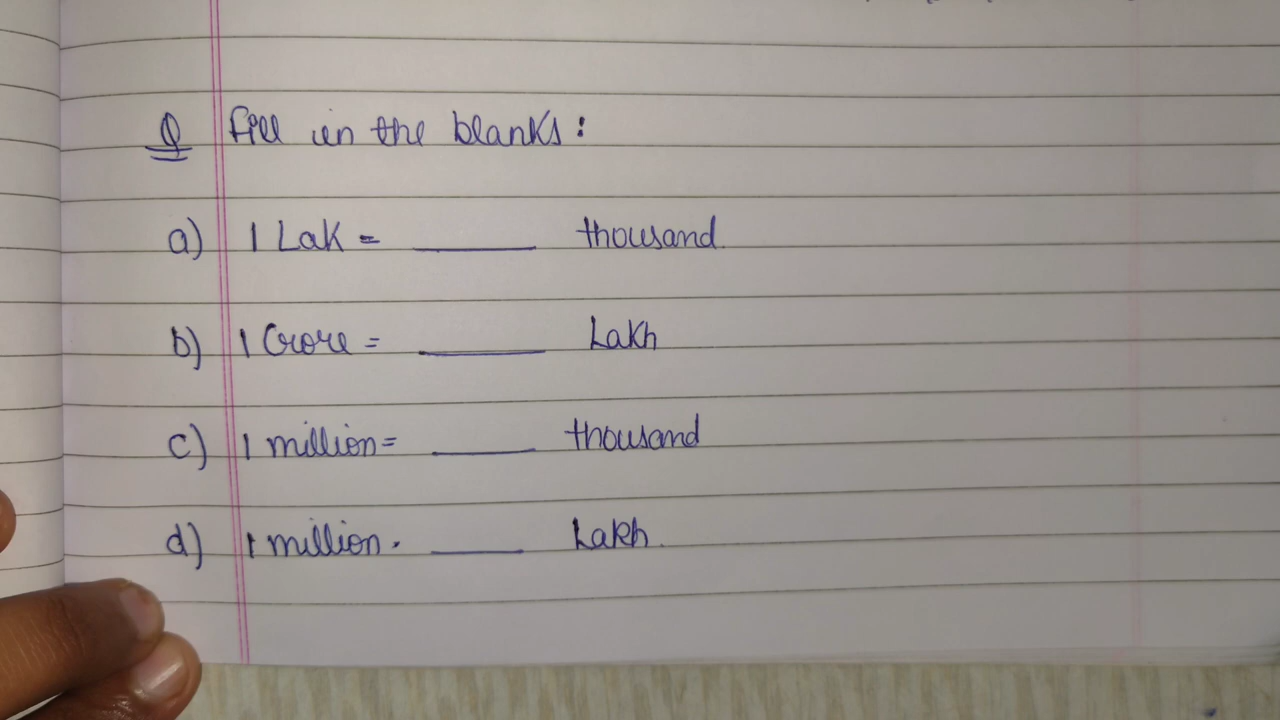 Q fill in the blanks:
a) 1 Lak = ______ thousand
b) 1 Crore = ______ Lakh
c) 1 million = ______ thousand
d) 1 million . ______ Lakh.